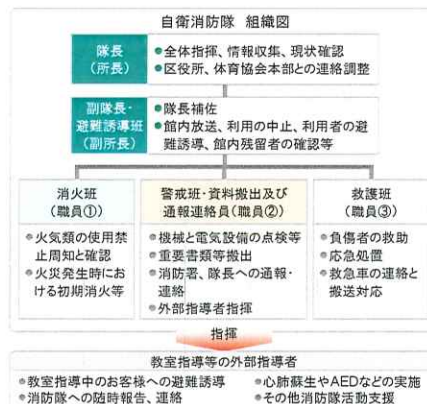 自衛消防隊 組織図
隊長
(所長)
●全体指揮、情報収集、現状確認
●区役所、体育協会本部との連絡調整
副隊長・
避難誘導班
(副所長)
●隊長補佐
●館内放送、利用の中止、利用者の避
難誘導、館内残留者の確認等
消火班
(職員①)
●火気類の使用禁
止周知と確認
●火災発生時にお
ける初期消火等
警戒班・資料搬出及び
通報連絡員(職員②)
●機械と電気設備の点検等
●重要書類等搬出
●消防署、隊長への通報・
連絡
●外部指導者指揮
救護班
(職員③)
●負傷者の救助
●応急処置
●救急車の連絡と
搬送対応
指揮
教室指導等の外部指導者
●教室指導中のお客様への避難誘導
●消防隊への随時報告、連絡
●心肺蘇生やAEDなどの実施
●その他消防隊活動支援